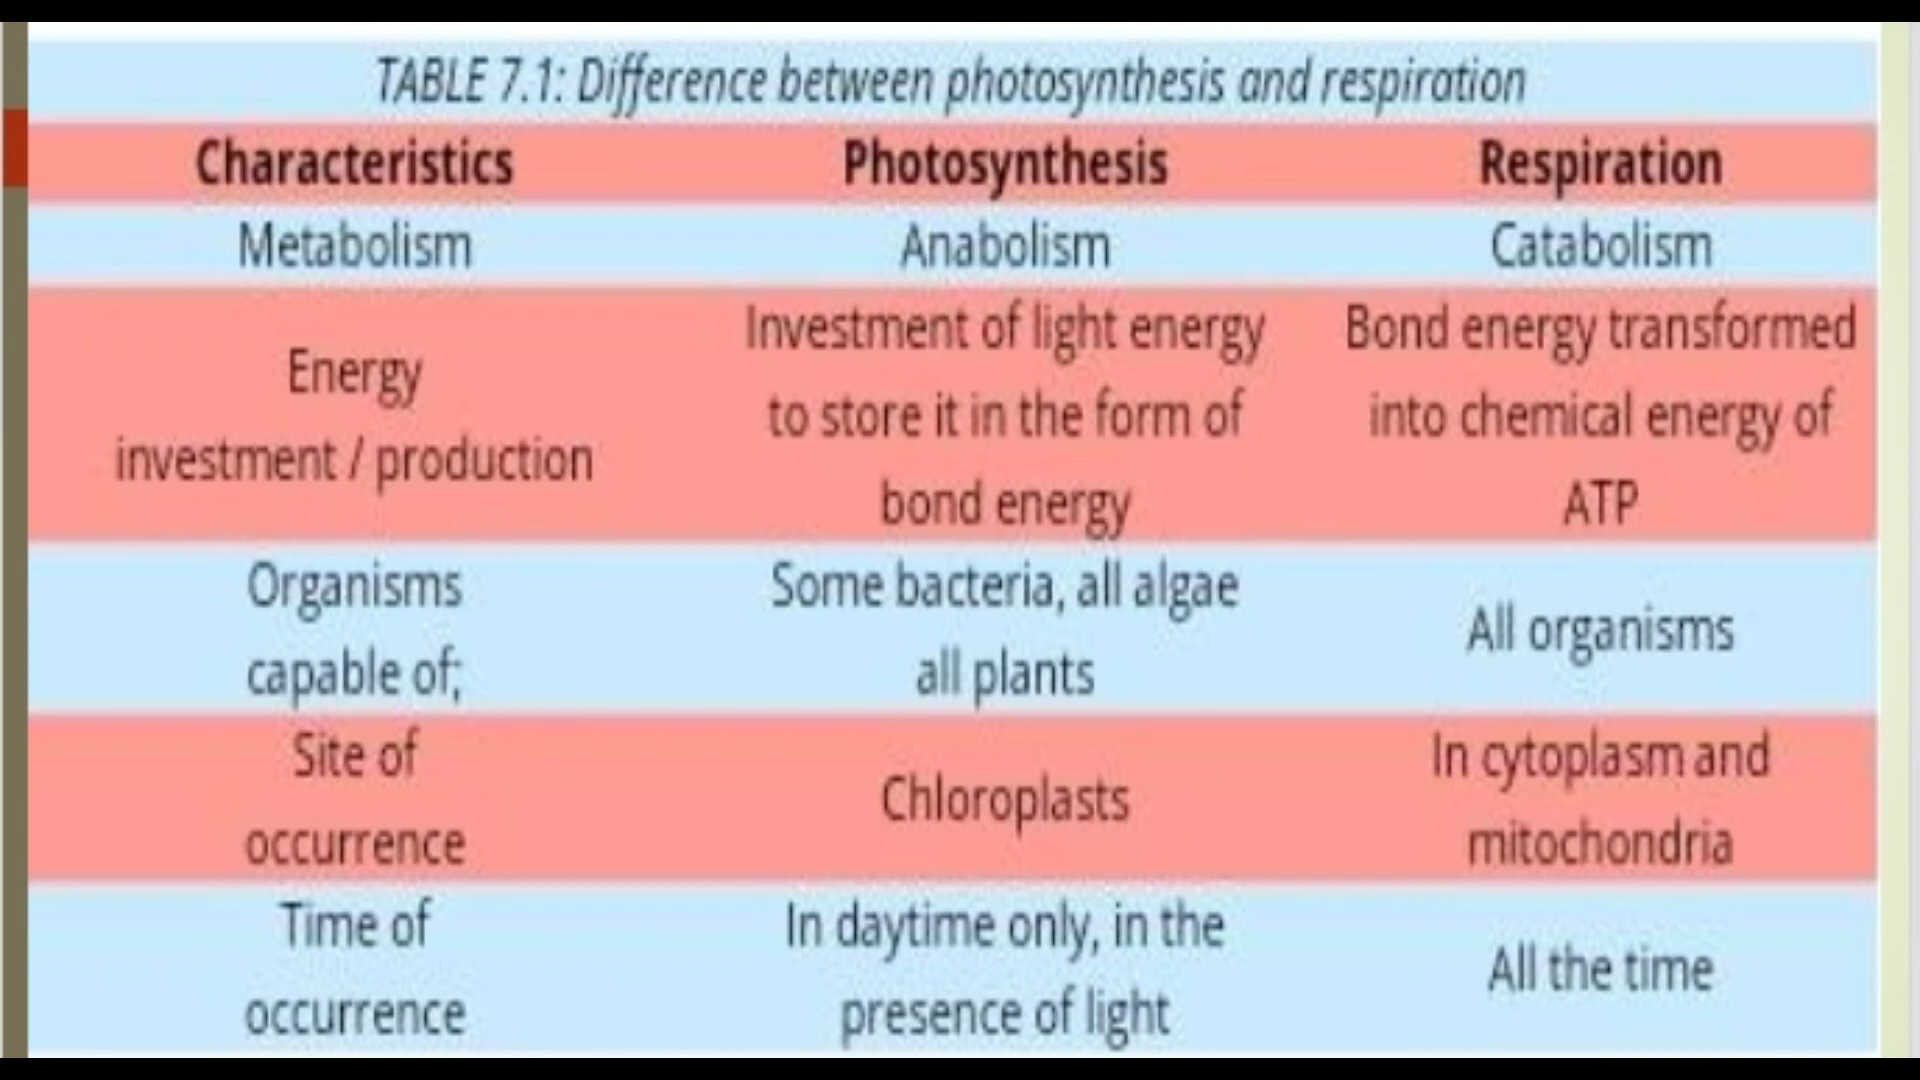 TABLE 7.1: Difference between photosynthesis and respiration
Characteristics Photosynthesis Respiration
Metabolism Anabolism Catabolism
Energy
investment / production
Investment of light energy
to store it in the form of
bond energy
Bond energy transformed
into chemical energy of
ATP
Organisms
capable of;
Some bacteria, all algae
all plants
All organisms
Site of
occurrence
Chloroplasts
In cytoplasm and
mitochondria
Time of
occurrence
In daytime only, in the
presence of light
All the time